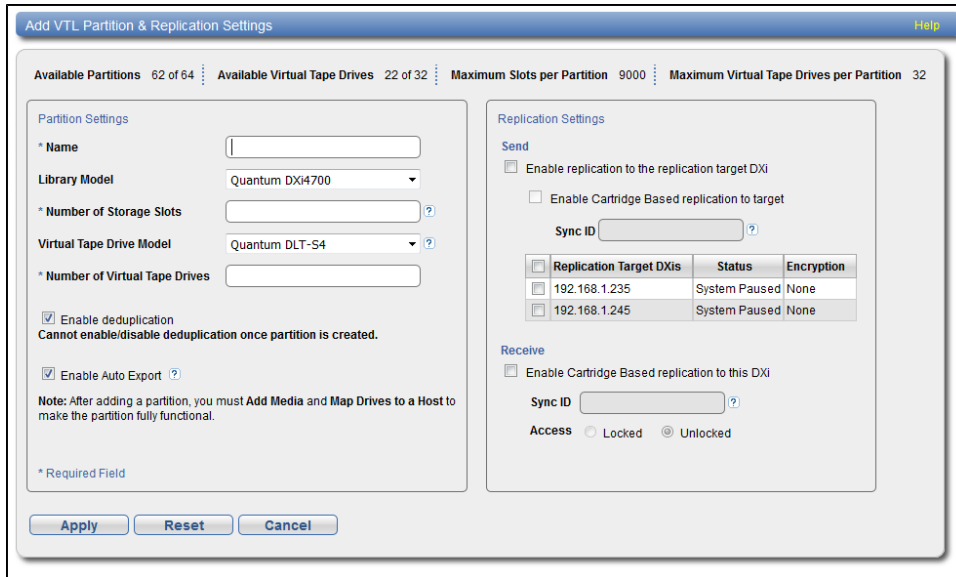 Add VTL Partition & Replication Settings Help
Available Partitions 62 of 64 Available Virtual Tape Drives 22 of 32 Maximum Slots per Partition 9000 Maximum Virtual Tape Drives per Partition 32
Partition Settings
* Name
Library Model Quantum DXi4700
* Number of Storage Slots ?
Virtual Tape Drive Model Quantum DLT-S4 ?
* Number of Virtual Tape Drives
Enable deduplication
Cannot enable/disable deduplication once partition is created.
Enable Auto Export ?
Note: After adding a partition, you must Add Media and Map Drives to a Host to
make the partition fully functional.
* Required Field
Replication Settings
Send
Enable replication to the replication target DXi
Enable Cartridge Based replication to target
Sync ID ?
Replication Target DXis Status Encryption
192.168.1.235 System Paused None
192.168.1.245 System Paused None
Receive
Enable Cartridge Based replication to this DXi
Sync ID ?
Access Locked Unlocked
Apply Reset Cancel